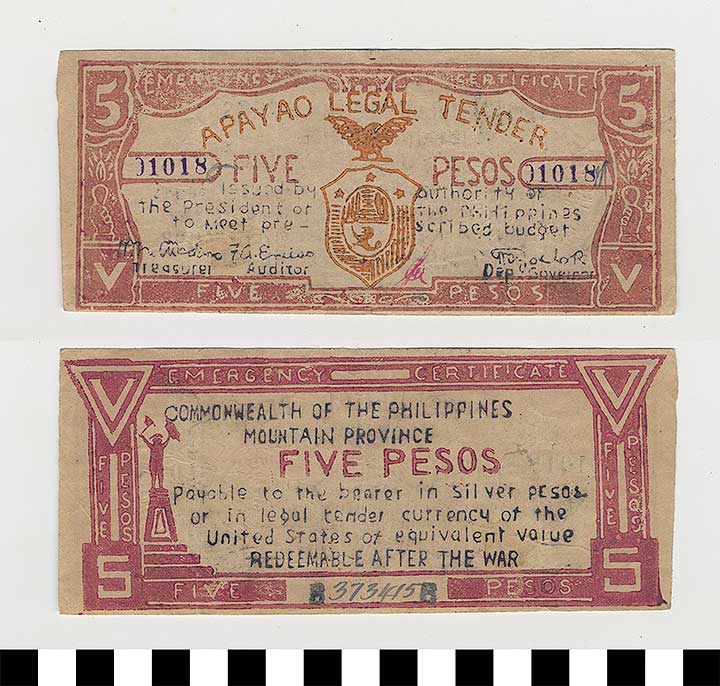 5 EMERGENCY CERTIFICATE 5
APAYAO LEGAL TENDER
01018 FIVE PESOS 01018
Issued by authority of
the President of the Philippines
to meet pre- scribed budget
Treasurer Auditor Dep Governor
V FIVE PESOS V
V EMERGENCY CERTIFICATE V
COMMONWEALTH OF THE PHILIPPINES
MOUNTAIN PROVINCE
FIVE PESOS
FIVE PESOS
FIVE PESOS
Payable to the bearer in silver pesos
or in legal tender currency of the
United States of equivalent value
REDEEMABLE AFTER THE WAR
5 FIVE B 373415 B PESOS 5